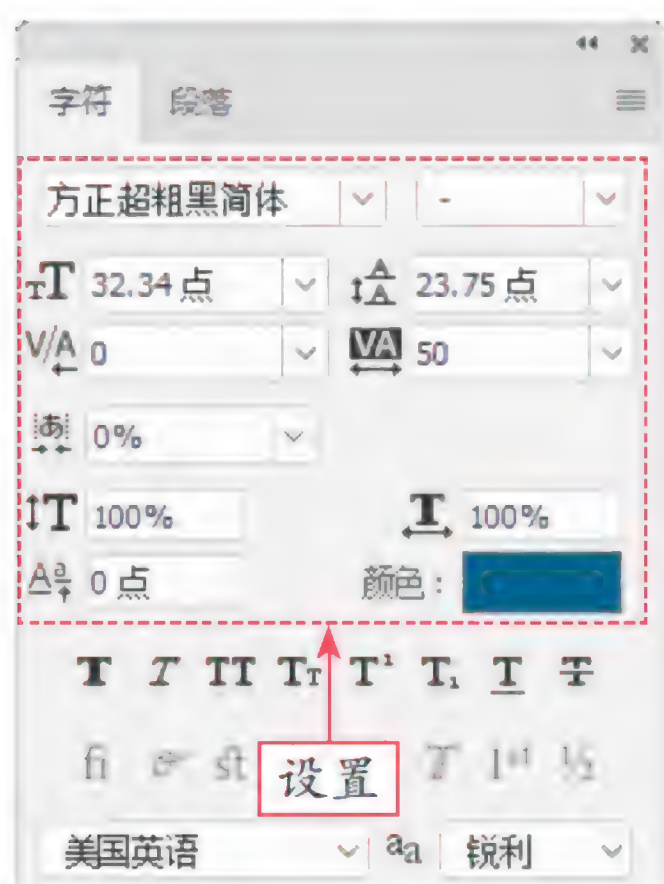 字符 段落
方正超粗黑简体 -
32.34 点 23.75 点
0 50
0%
100% 100%
0 点 颜色：
设置
美国英语 aa 锐利